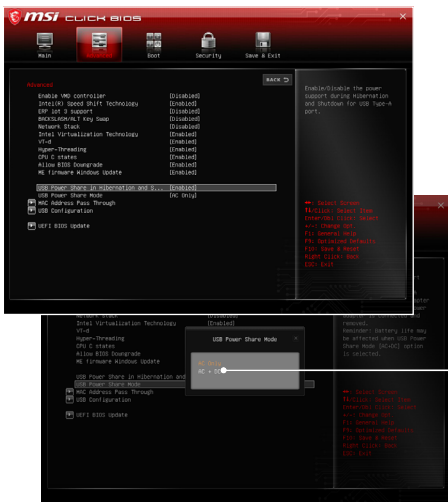 msi CLICK BIOS
Main
Advanced
Boot
Security
Save & Exit
BACK
Advanced
Enable VMD controller [Disabled]
Intel(R) Speed Shift Technology [Enabled]
ERP lot 3 support [Disabled]
BACKSLASH/RLT Key Swap [Disabled]
Network Stack [Disabled]
Intel Virtualization Technology [Enabled]
VT-d [Enabled]
Hyper-Threading [Enabled]
CPU C states [Enabled]
Allow BIOS Downgrade [Enabled]
ME firmware Windows Update [Enabled]
USB Power Share in Hibernation and S... [Enabled]
USB Power Share Mode [AC Only]
MAC Address Pass Through
USB Configuration
UEFI BIOS Update
Enable/Disable the power
support during Hibernation
and Shutdown for USB Type-A
port.
Select Screen
/Click: Select Item
Enter/Dbl Click: Select
+/-: Change Opt.
F1: General Help
F9: Optimized Defaults
F10: Save & Reset
Right Click: Back
ESC: Exit
Network Stack [Disabled]
Intel Virtualization Technology [Enabled]
VT-d
Hyper-Threading
CPU C states
Allow BIOS Downgrade
ME firmware Windows Update
USB Power Share in Hibernation and
USB Power Share Mode
MAC Address Pass Through
USB Configuration
UEFI BIOS Update
USB Power Share Mode
AC Only
AC + DC
removed.
Reminder: Battery life may
be affected when USB Power
Share Mode [AC+DC] option
is selected.
Select Screen
/Click: Select Item
Enter/Dbl Click: Select
+/-: Change Opt.
F1: General Help
F9: Optimized Defaults
F10: Save & Reset
Right Click: Back
ESC: Exit